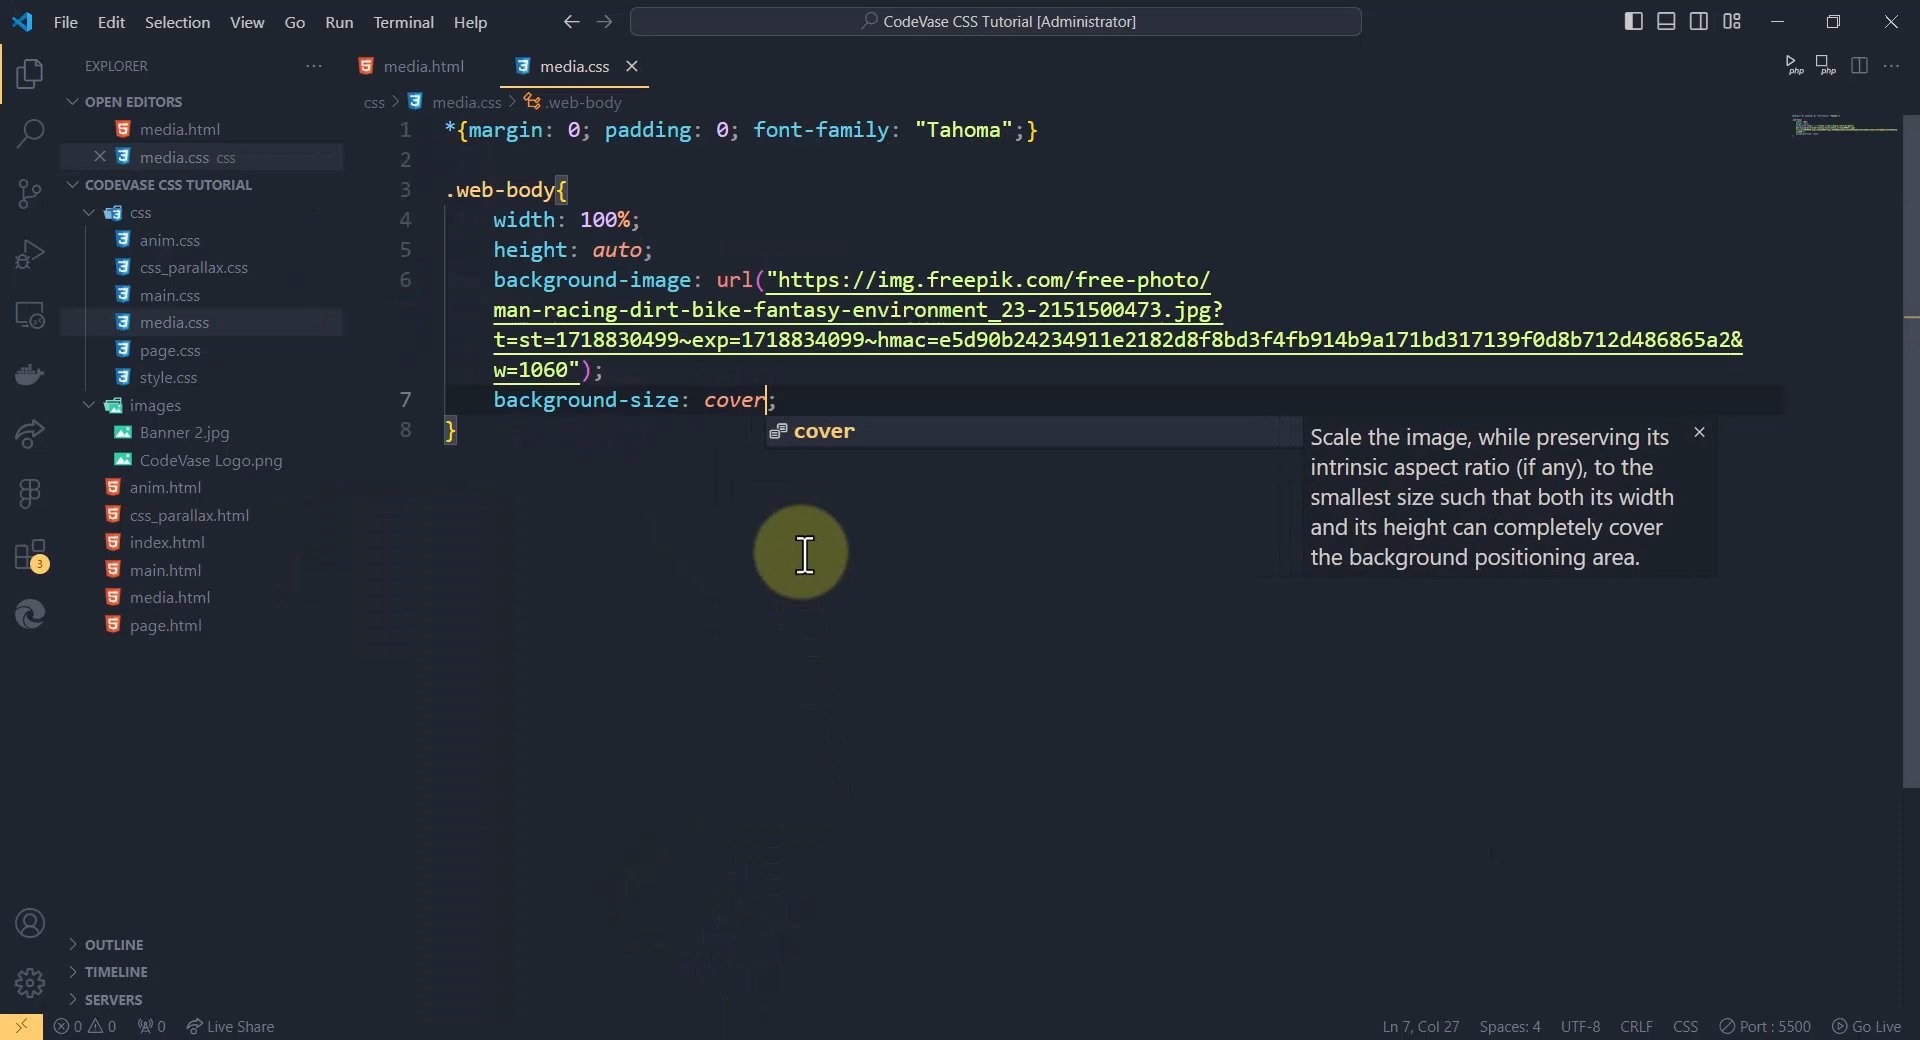 File Edit Selection View Go Run Terminal Help CodeVase CSS Tutorial [Administrator]
EXPLORER
media.html
media.css
php
php
OPEN EDITORS
media.html
media.css css
CODEVASE CSS TUTORIAL
css
anim.css
css_parallax.css
main.css
media.css
page.css
style.css
images
Banner 2.jpg
CodeVase Logo.png
anim.html
css_parallax.html
index.html
main.html
media.html
page.html
OUTLINE
TIMELINE
SERVERS
3
css > media.css > .web-body
1 *{margin: 0; padding: 0; font-family: "Tahoma";}
2
3 .web-body{
4 width: 100%;
5 height: auto;
6 background-image: url("https://img.freepik.com/free-photo/
man-racing-dirt-bike-fantasy-environment_23-2151500473.jpg?
t=st=1718830499~exp=1718834099~hmac=e5d90b24234911e2182d8f8bd3f4fb914b9a171bd317139f0d8b712d486865a2&
w=1060");
7 background-size: cover;
8 }
cover
Scale the image, while preserving its
intrinsic aspect ratio (if any), to the
smallest size such that both its width
and its height can completely cover
the background positioning area.
0 0 0 Live Share Ln 7, Col 27 Spaces: 4 UTF-8 CRLF CSS Port : 5500 Go Live